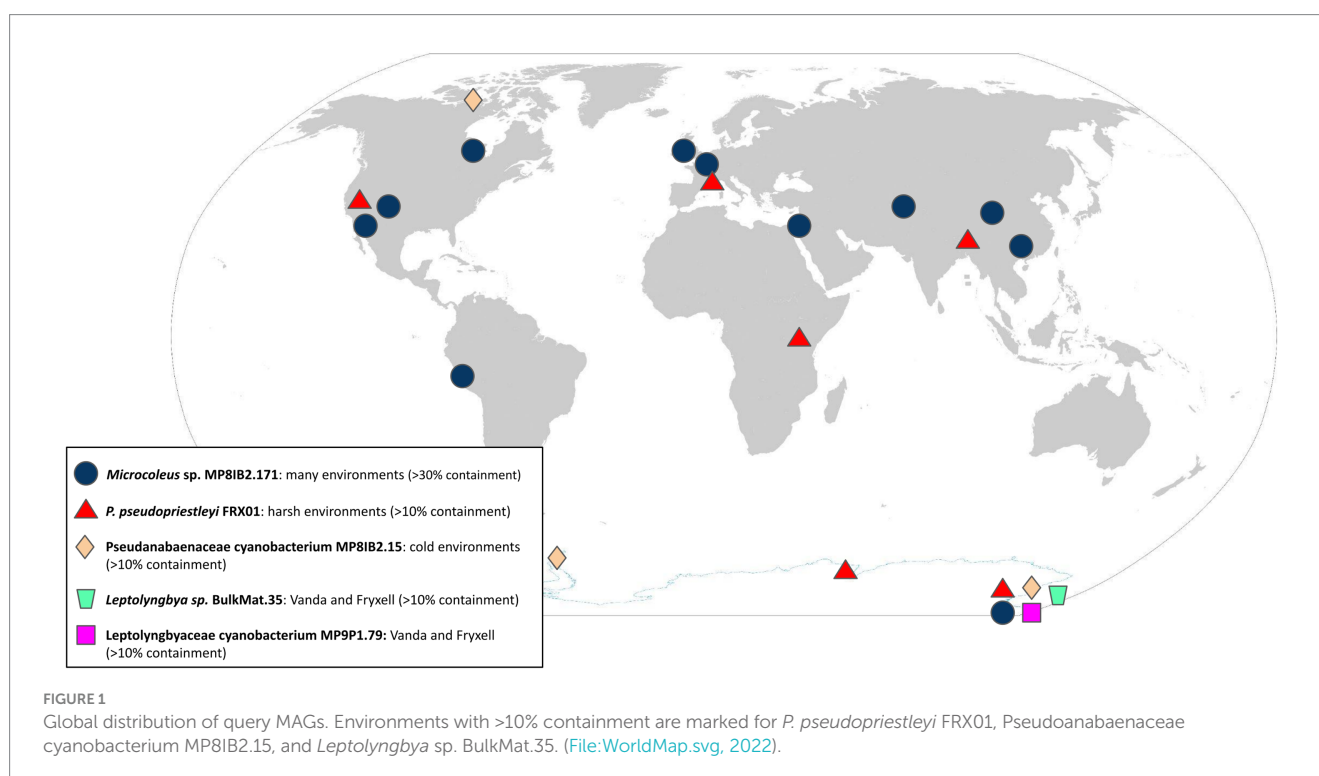 Microcoleus sp. MP8IB2.171: many environments (>30% containment)
P. pseudopriestleyi FRX01: harsh environments (>10% containment)
Pseudanabaenaceae cyanobacterium MP8IB2.15: cold environments
(>10% containment)
Leptolyngbya sp. BulkMat.35: Vanda and Fryxell (>10% containment)
Leptolyngbyaceae cyanobacterium MP9P1.79: Vanda and Fryxell
(>10% containment)
FIGURE 1
Global distribution of query MAGs. Environments with >10% containment are marked for P. pseudopriestleyi FRX01, Pseudoanabaenaceae
cyanobacterium MP8IB2.15, and Leptolyngbya sp. BulkMat.35. (File:WorldMap.svg, 2022).